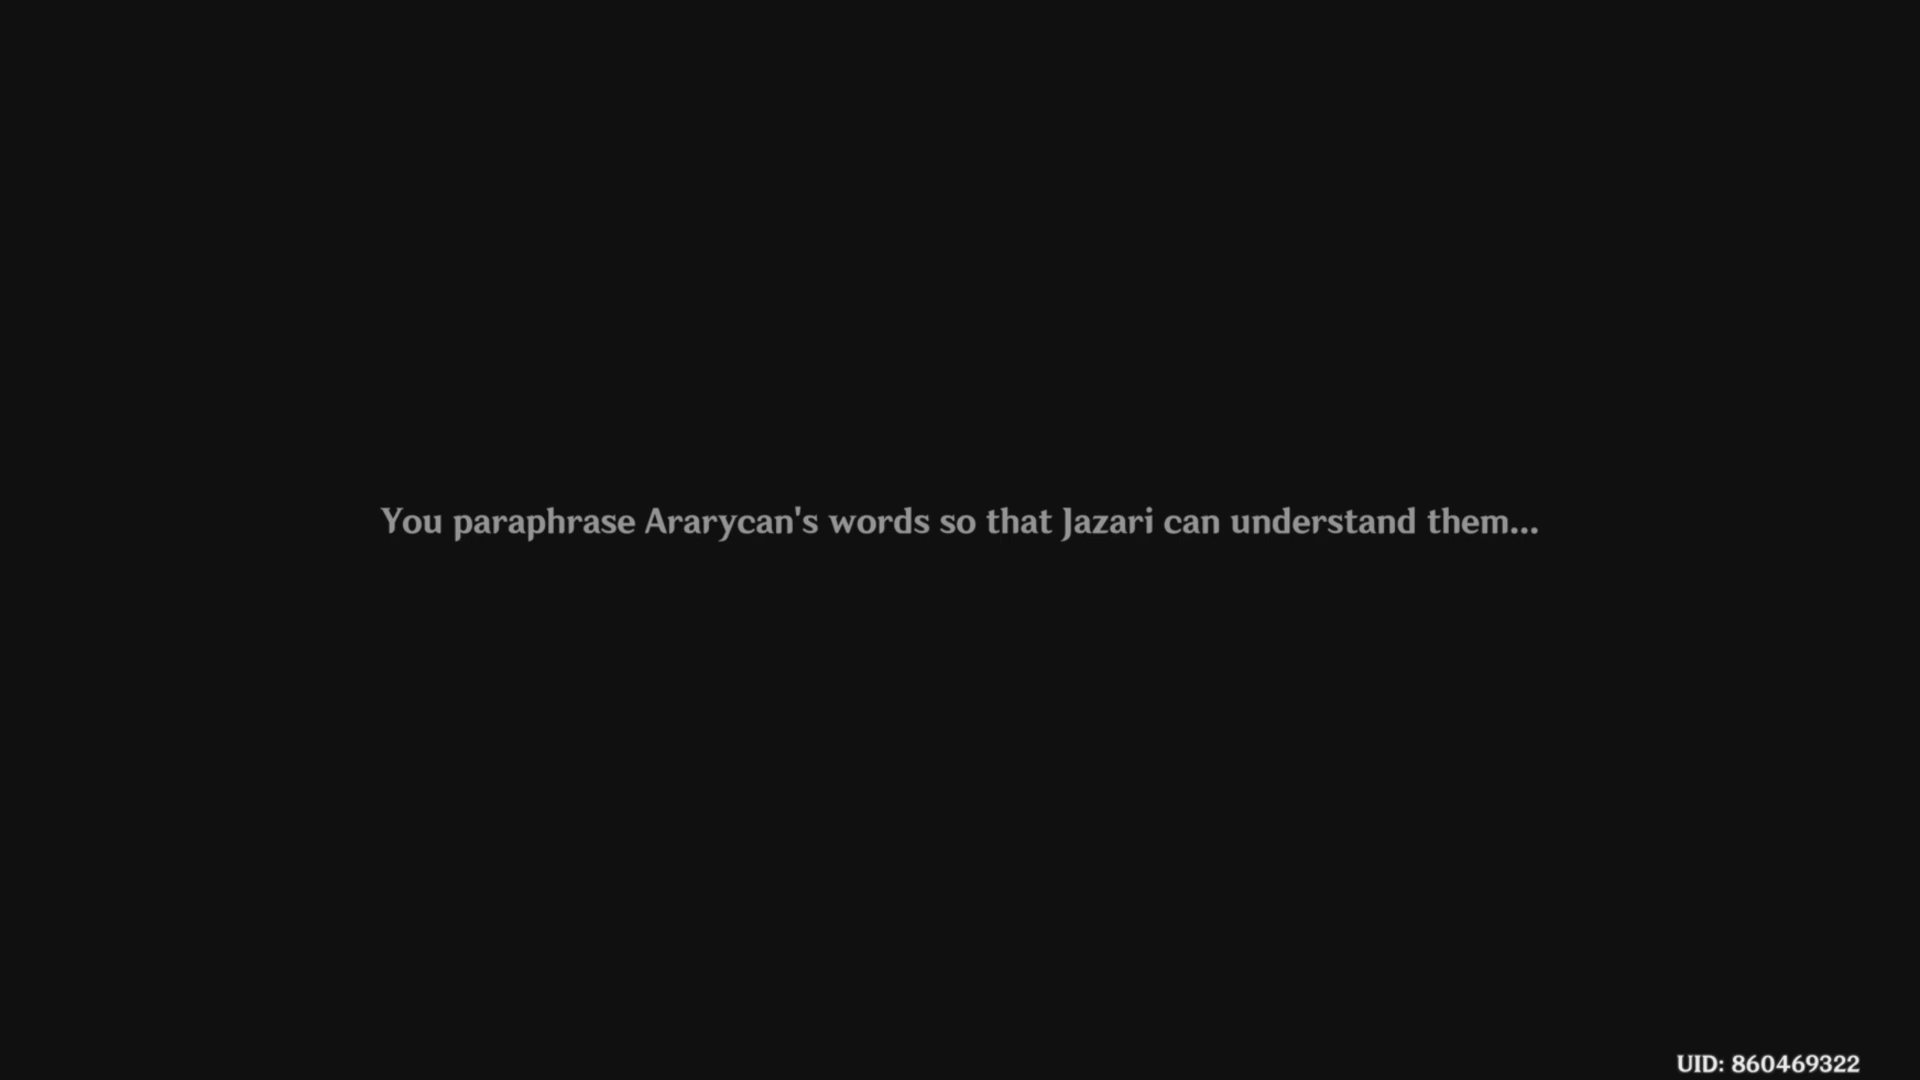 You paraphrase Ararycan's words so that Jazari can understand them...
UID: 860469322